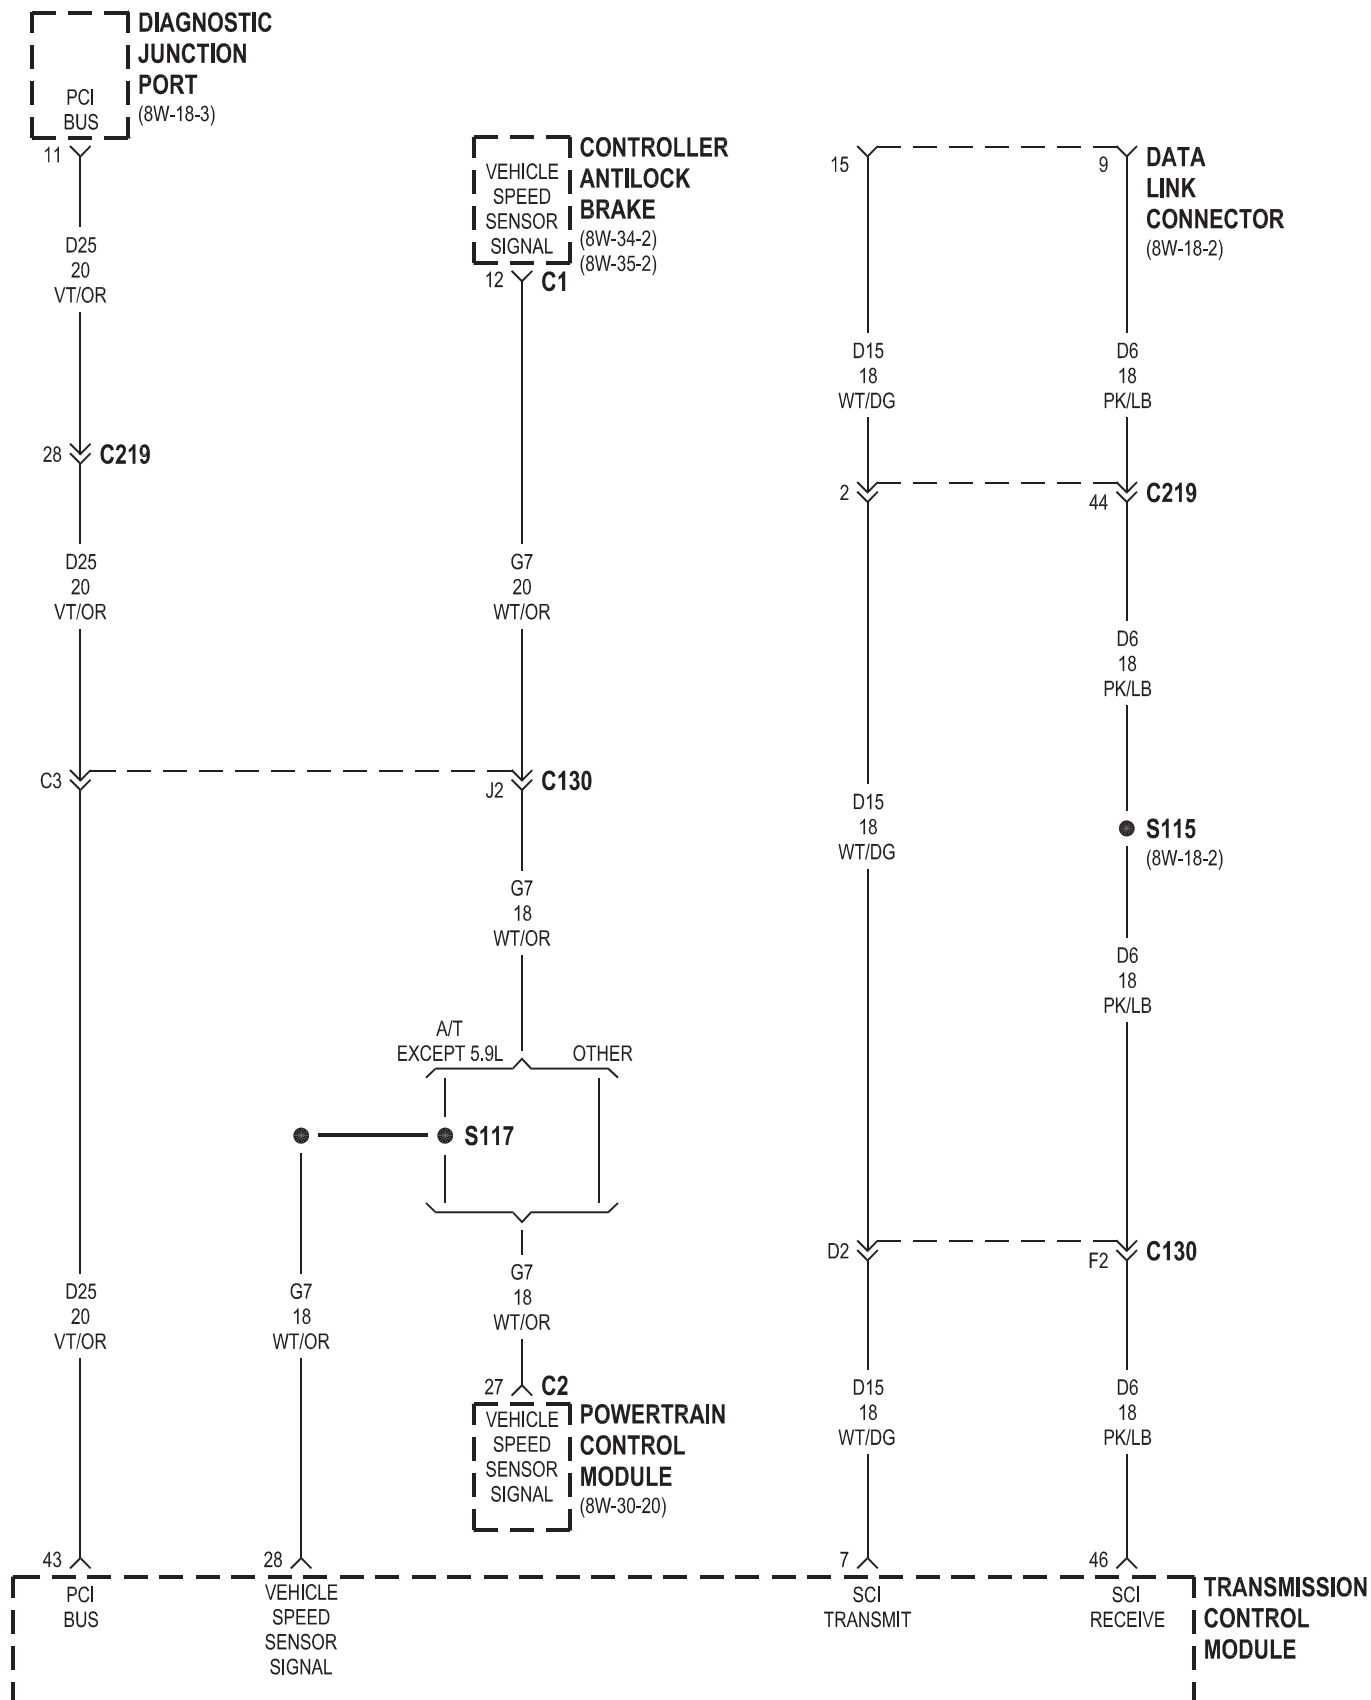 DIAGNOSTIC
JUNCTION
PORT
(8W-18-3)
PCI
BUS
11
D25
20
VT/OR
28
C219
D25
20
VT/OR
C3
D25
20
VT/OR
43
PCI
BUS
CONTROLLER
ANTILOCK
BRAKE
(8W-34-2)
(8W-35-2)
VEHICLE
SPEED
SENSOR
SIGNAL
12
C1
G7
20
WT/OR
J2
C130
G7
18
WT/OR
A/T
EXCEPT 5.9L
OTHER
S117
G7
18
WT/OR
28
VEHICLE
SPEED
SENSOR
SIGNAL
G7
18
WT/OR
27
C2
VEHICLE
SPEED
SENSOR
SIGNAL
POWERTRAIN
CONTROL
MODULE
(8W-30-20)
15
9
DATA
LINK
CONNECTOR
(8W-18-2)
D15
18
WT/DG
D6
18
PK/LB
2
44
C219
D15
18
WT/DG
D6
18
PK/LB
S115
(8W-18-2)
D6
18
PK/LB
D2
F2
C130
D15
18
WT/DG
D6
18
PK/LB
7
46
SCI
TRANSMIT
SCI
RECEIVE
TRANSMISSION
CONTROL
MODULE